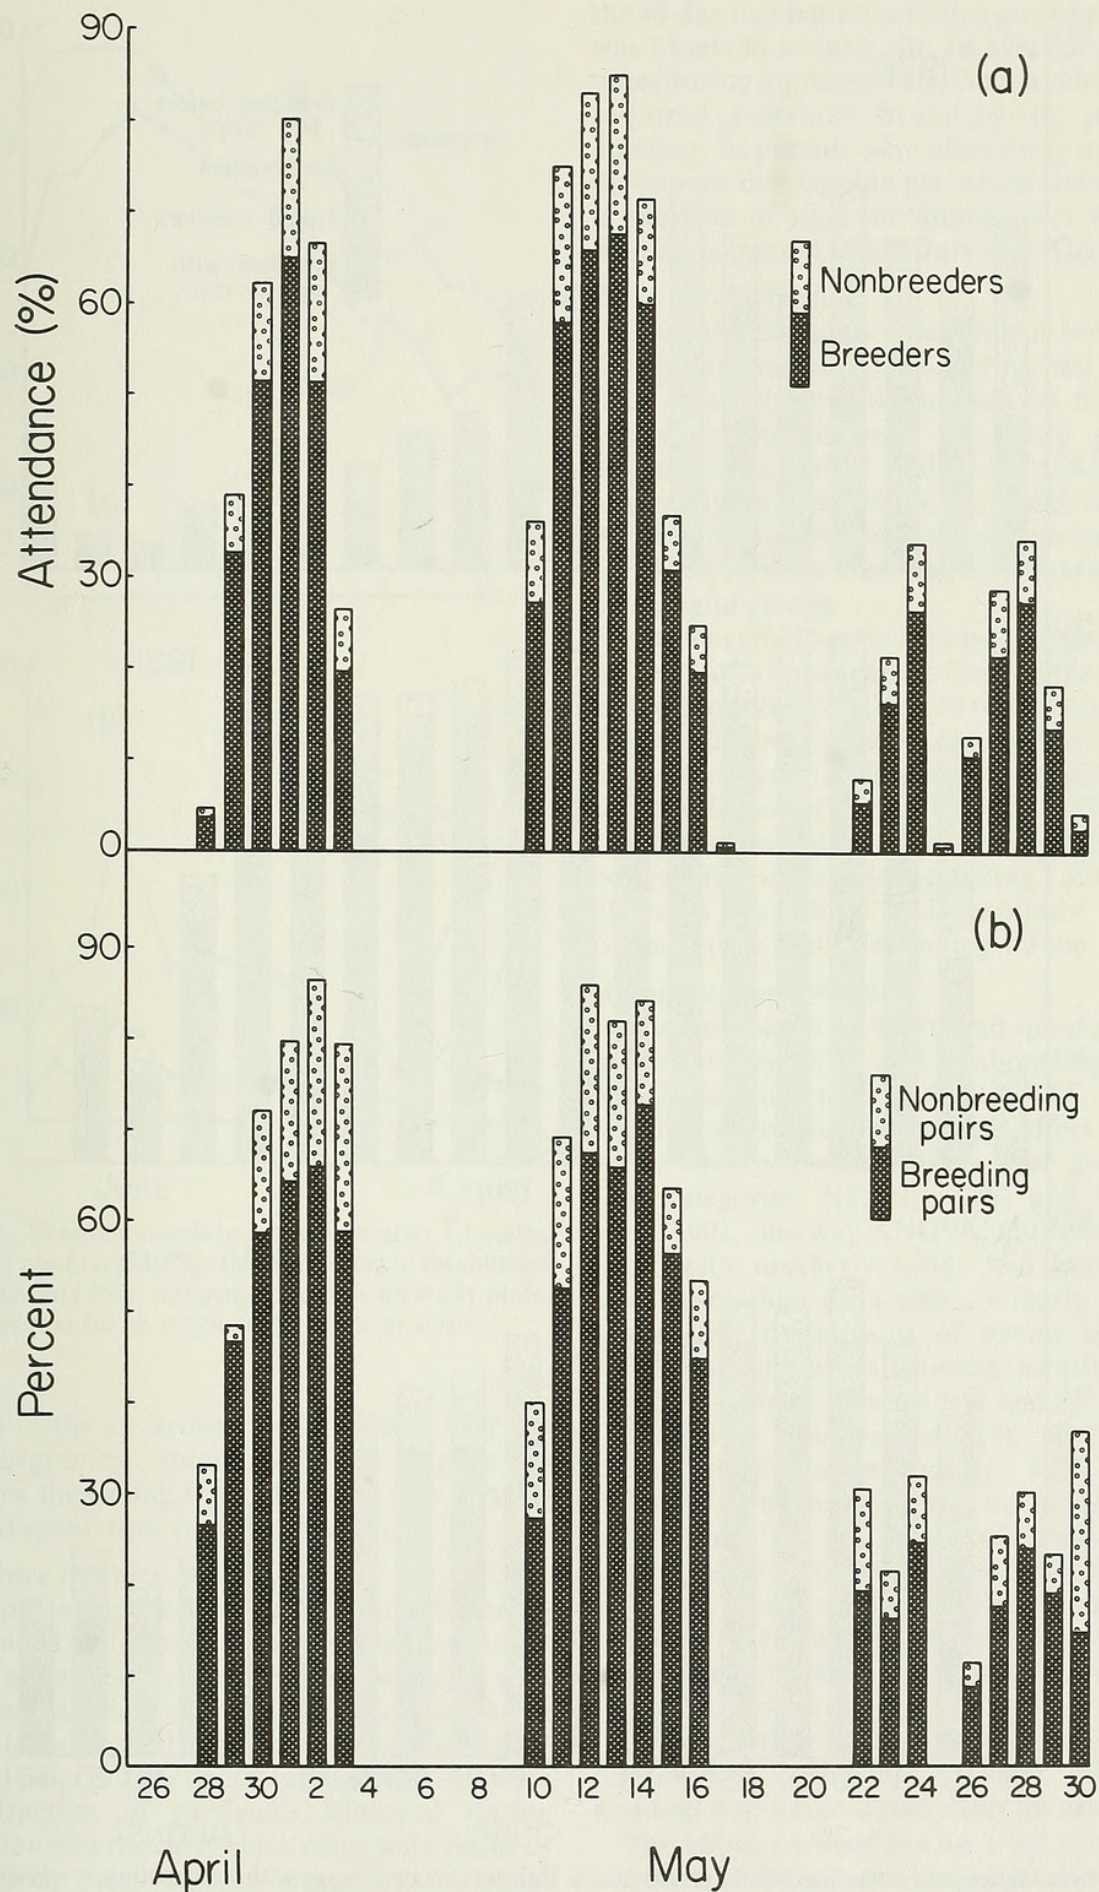 90
(a)
Attendance (%)
60
Nonbreeders
Breeders
30
0
(b)
90
Nonbreeding
pairs
Breeding
pairs
60
Percent
30
0
26 28 30 2 4 6 8 10 12 14 16 18 20 22 24 26 28 30
April May